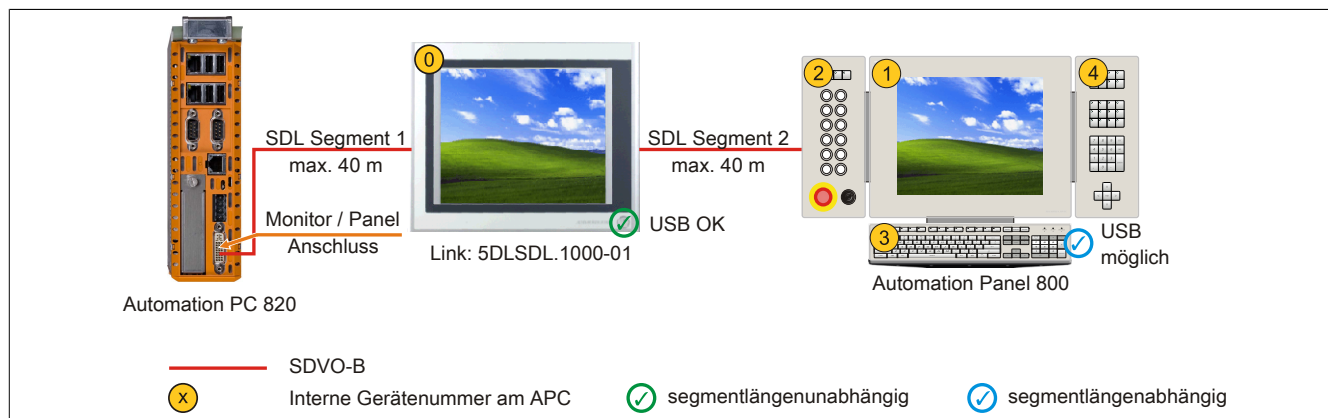 0
2
1
4
SDL Segment 1
max. 40 m
SDL Segment 2
max. 40 m
Monitor / Panel
Anschluss
USB OK
Link: 5DLSDL.1000-01
3
USB
möglich
Automation Panel 800
Automation PC 820
SDVO-B
x
Interne Gerätenummer am APC
segmentlängenunabhängig
segmentlängenabhängig